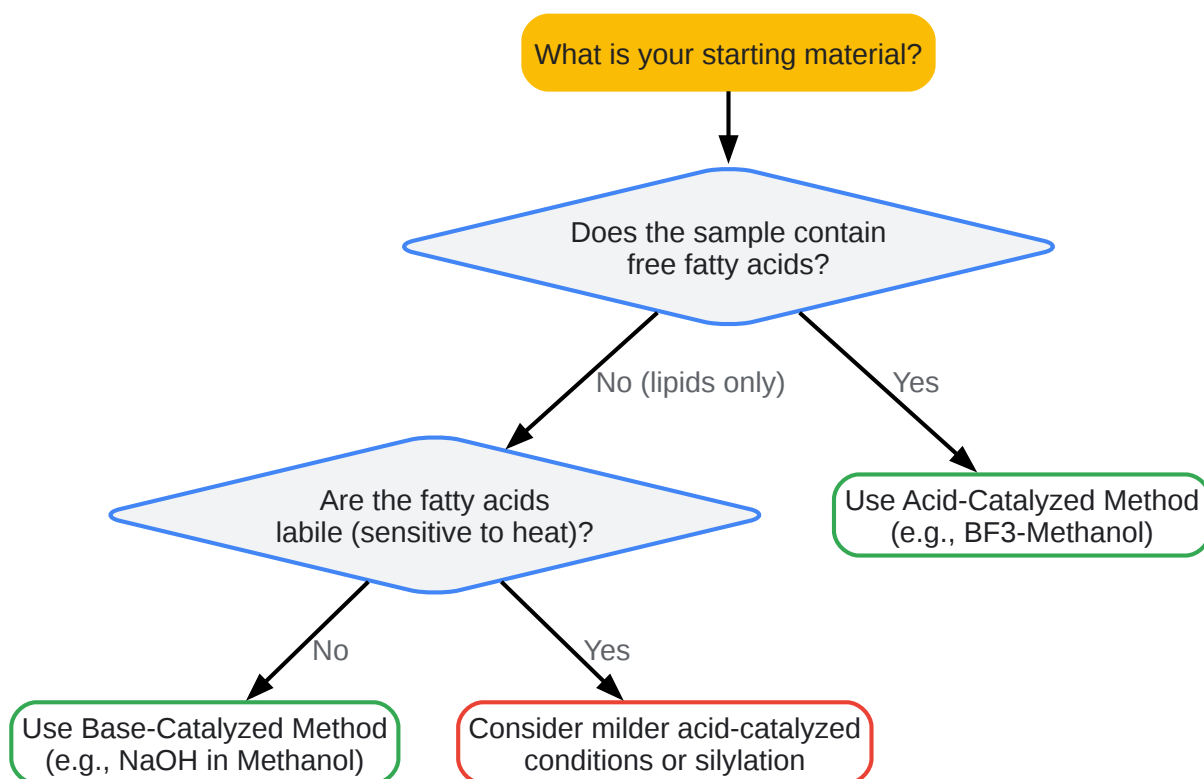 What is your starting material?
Does the sample contain
free fatty acids?
No (lipids only)
Yes
Are the fatty acids
labile (sensitive to heat)?
Use Acid-Catalyzed Method
(e.g., BF3-Methanol)
No
Yes
Use Base-Catalyzed Method
(e.g., NaOH in Methanol)
Consider milder acid-catalyzed
conditions or silylation